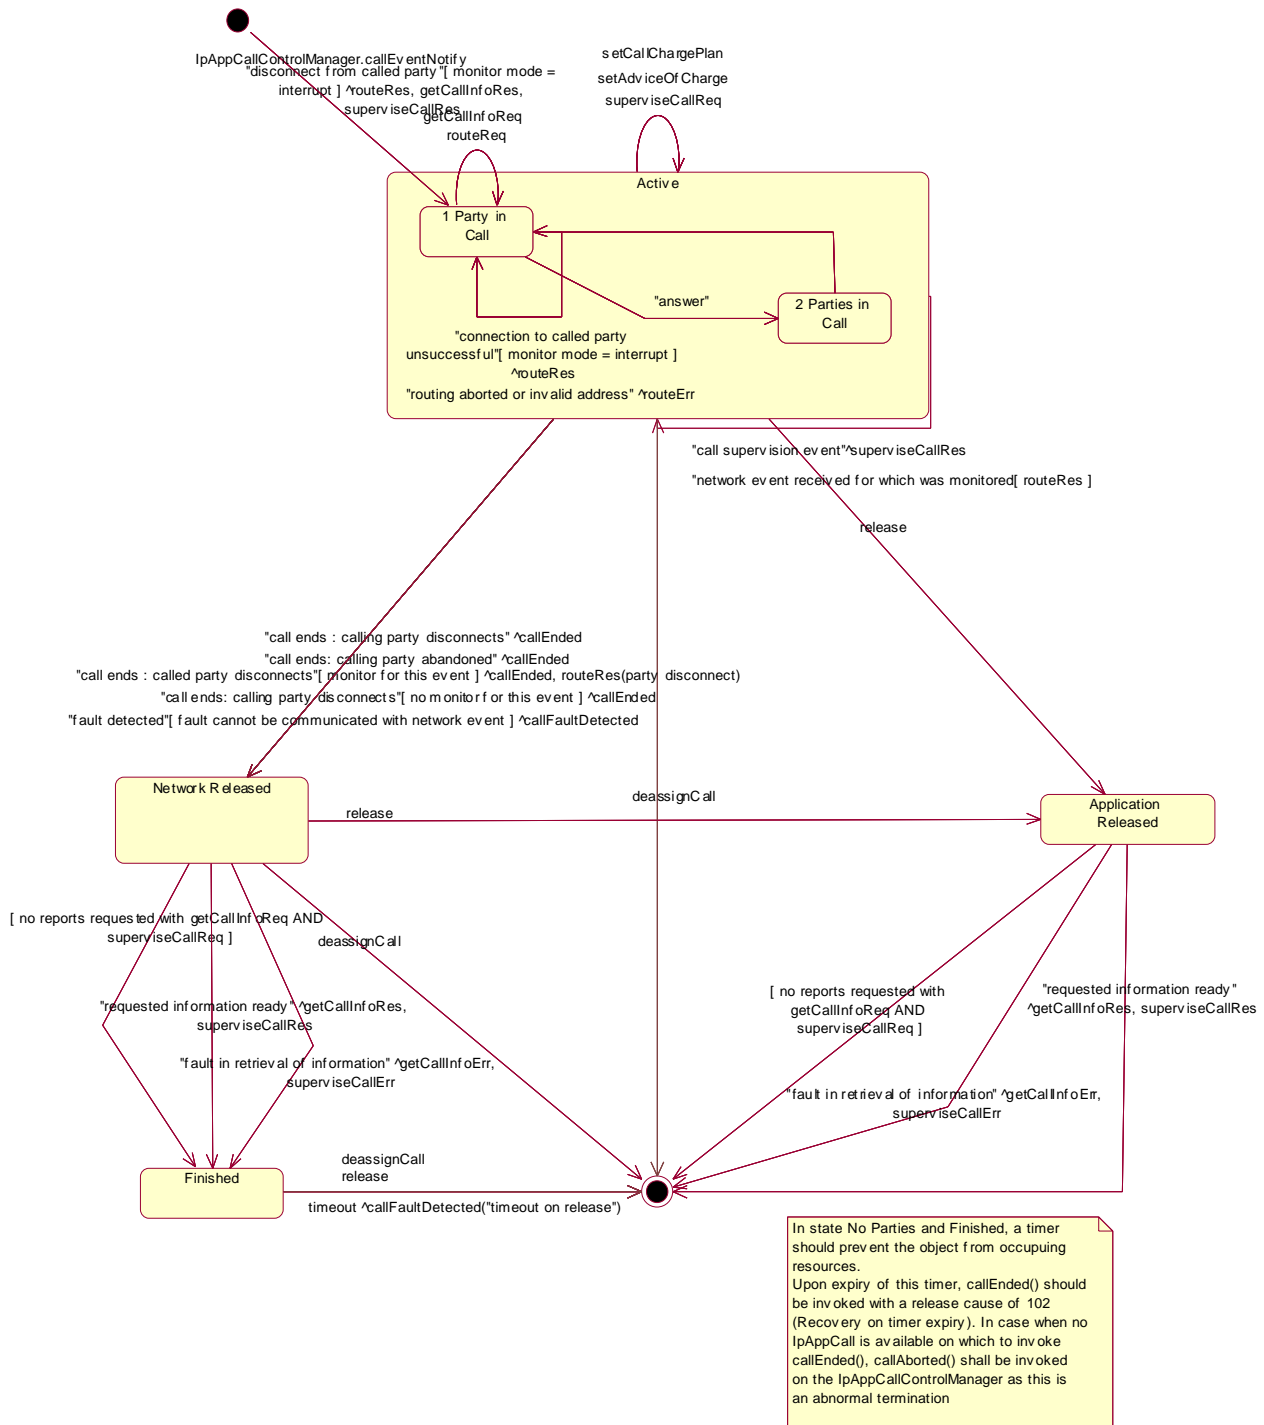 IpAppCallControlManager.callEventNotify
"disconnect from called party"[ monitor mode =
interrupt ] ^routeRes, getCallInfoRes,
superviseCallRes
getCallInfoReq
routeReq
setCallChargePlan
setAdviceOfCharge
superviseCallReq
Active
1 Party in
Call
"answer"
2 Parties in
Call
"connection to called party
unsuccessful"[ monitor mode = interrupt ]
^routeRes
"routing aborted or invalid address" ^routeErr
"call supervision event"^superviseCallRes
"network event received for which was monitored[ routeRes ]
release
"call ends : calling party disconnects" ^callEnded
"call ends: calling party abandoned" ^callEnded
"call ends : called party disconnects"[ monitor for this event ] ^callEnded, routeRes(party disconnect)
"call ends: calling party disconnects"[ no monitor for this event ] ^callEnded
"fault detected"[ fault cannot be communicated with network event ] ^callFaultDetected
Network Released
release
deassignCall
Application
Released
[ no reports requested with getCallInfoReq AND
superviseCallReq ]
deassignCall
"requested information ready" ^getCallInfoRes,
superviseCallRes
"fault in retrieval of information" ^getCallInfoErr,
superviseCallErr
[ no reports requested with
getCallInfoReq AND
superviseCallReq ]
"requested information ready"
^getCallInfoRes, superviseCallRes
"fault in retrieval of information" ^getCallInfoErr,
superviseCallErr
Finished
deassignCall
release
timeout ^callFaultDetected("timeout on release")
In state No Parties and Finished, a timer
should prevent the object from occupuing
resources.
Upon expiry of this timer, callEnded() should
be invoked with a release cause of 102
(Recovery on timer expiry). In case when no
IpAppCall is available on which to invoke
callEnded(), callAborted() shall be invoked
on the IpAppCallControlManager as this is
an abnormal termination